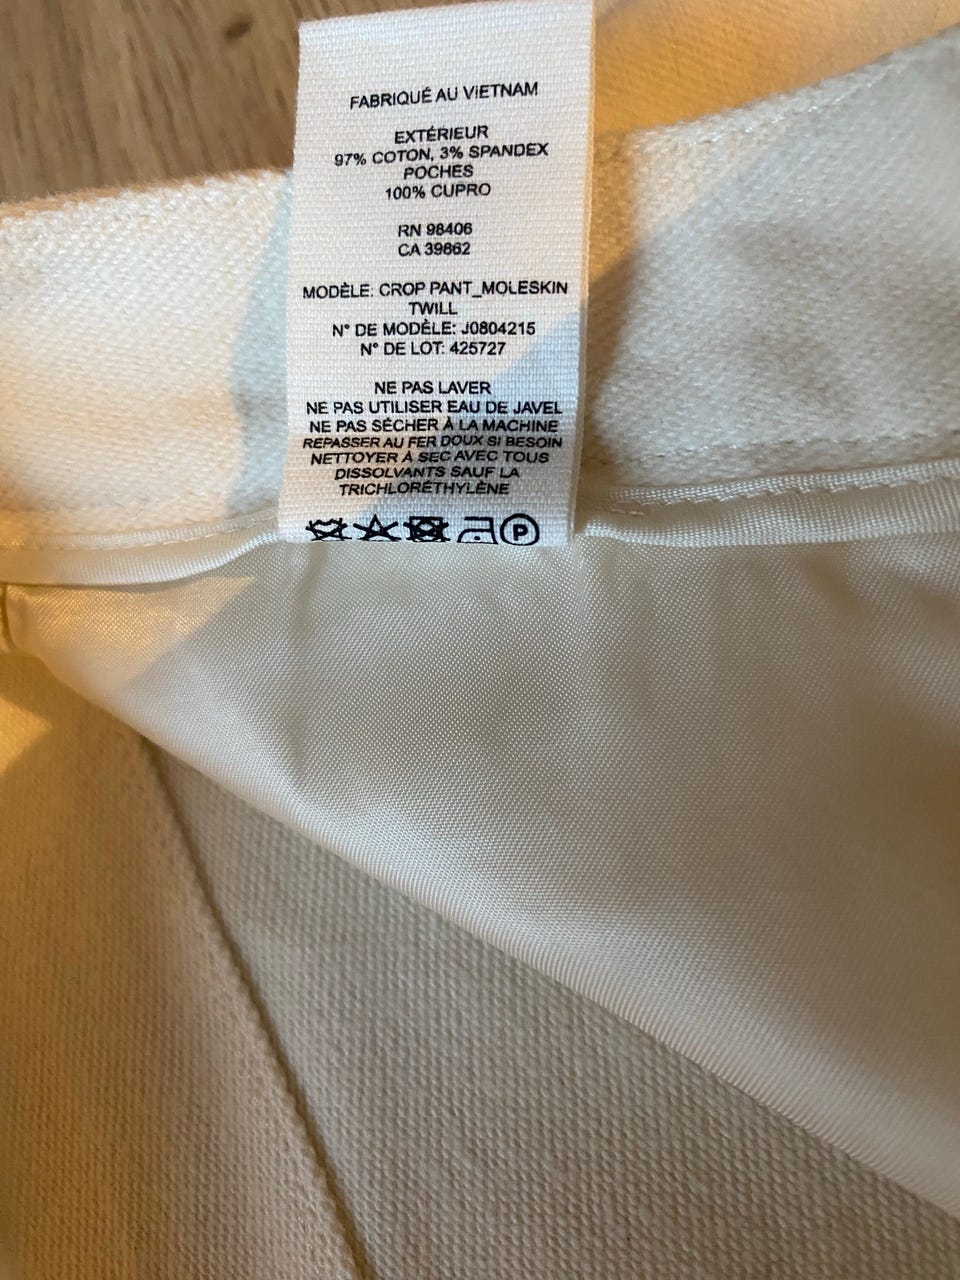 FABRIQUÉ AU VIETNAM
EXTÉRIEUR
97% COTON, 3% SPANDEX
POCHES
100% CUPRO
RN 98406
CA 39862
MODÈLE: CROP PANT_MOLESKIN
TWILL
N° DE MODÈLE: J0804215
N° DE LOT: 425727
NE PAS LAVER
NE PAS UTILISER EAU DE JAVEL
NE PAS SÉCHER À LA MACHINE
REPASSER AU FER DOUX SI BESOIN
NETTOYER À SEC AVEC TOUS
DISSOLVANTS SAUF LA
TRICHLORÉTHYLÈNE
P